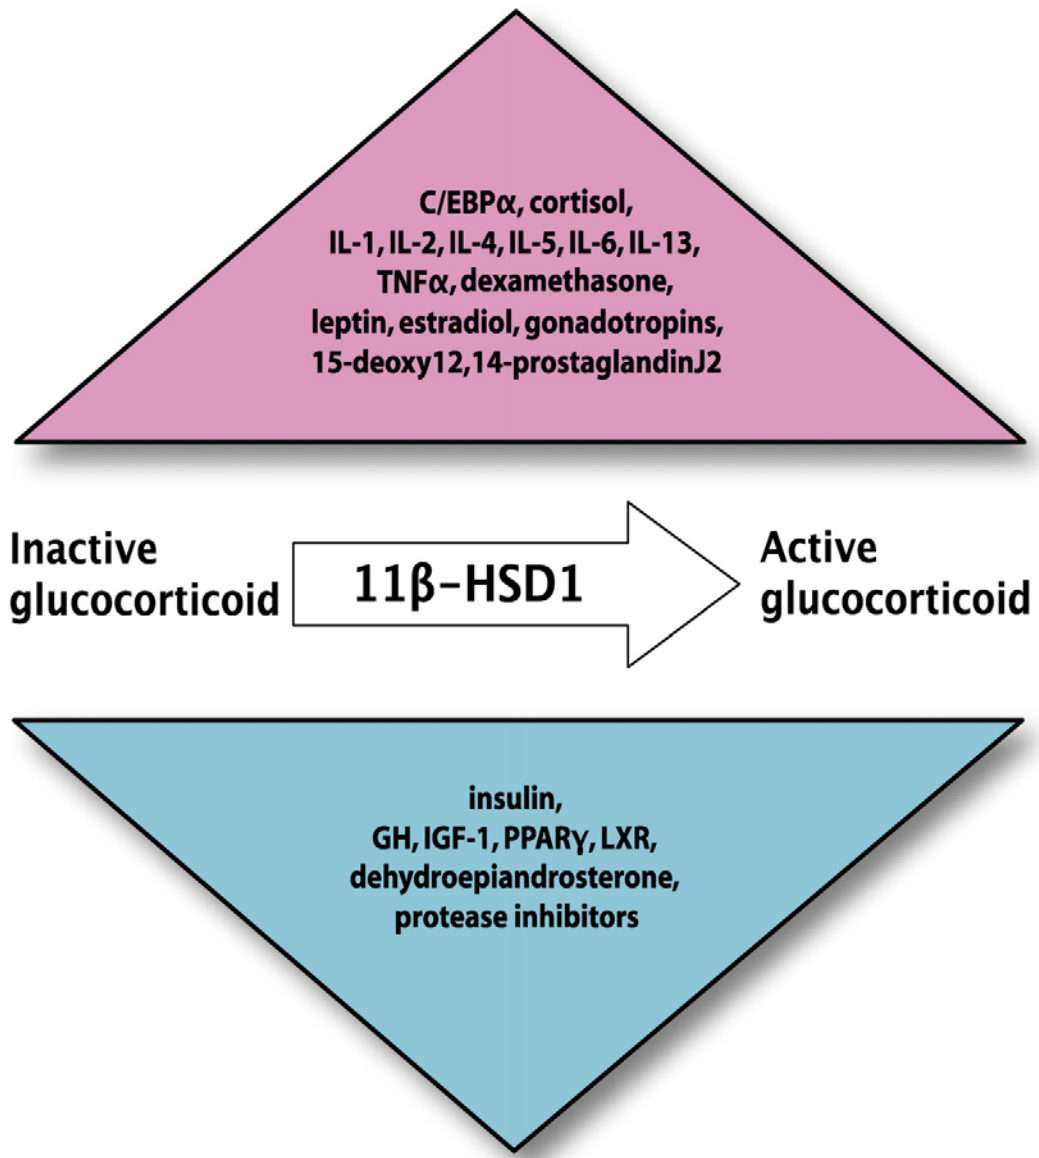 C/EBPα, cortisol,
IL-1, IL-2, IL-4, IL-5, IL-6, IL-13,
TNFα, dexamethasone,
leptin, estradiol, gonadotropins,
15-deoxy12,14-prostaglandinJ2
Inactive
glucocorticoid
11β-HSD1
Active
glucocorticoid
insulin,
GH, IGF-1, PPARγ, LXR,
dehydroepiandrosterone,
protease inhibitors